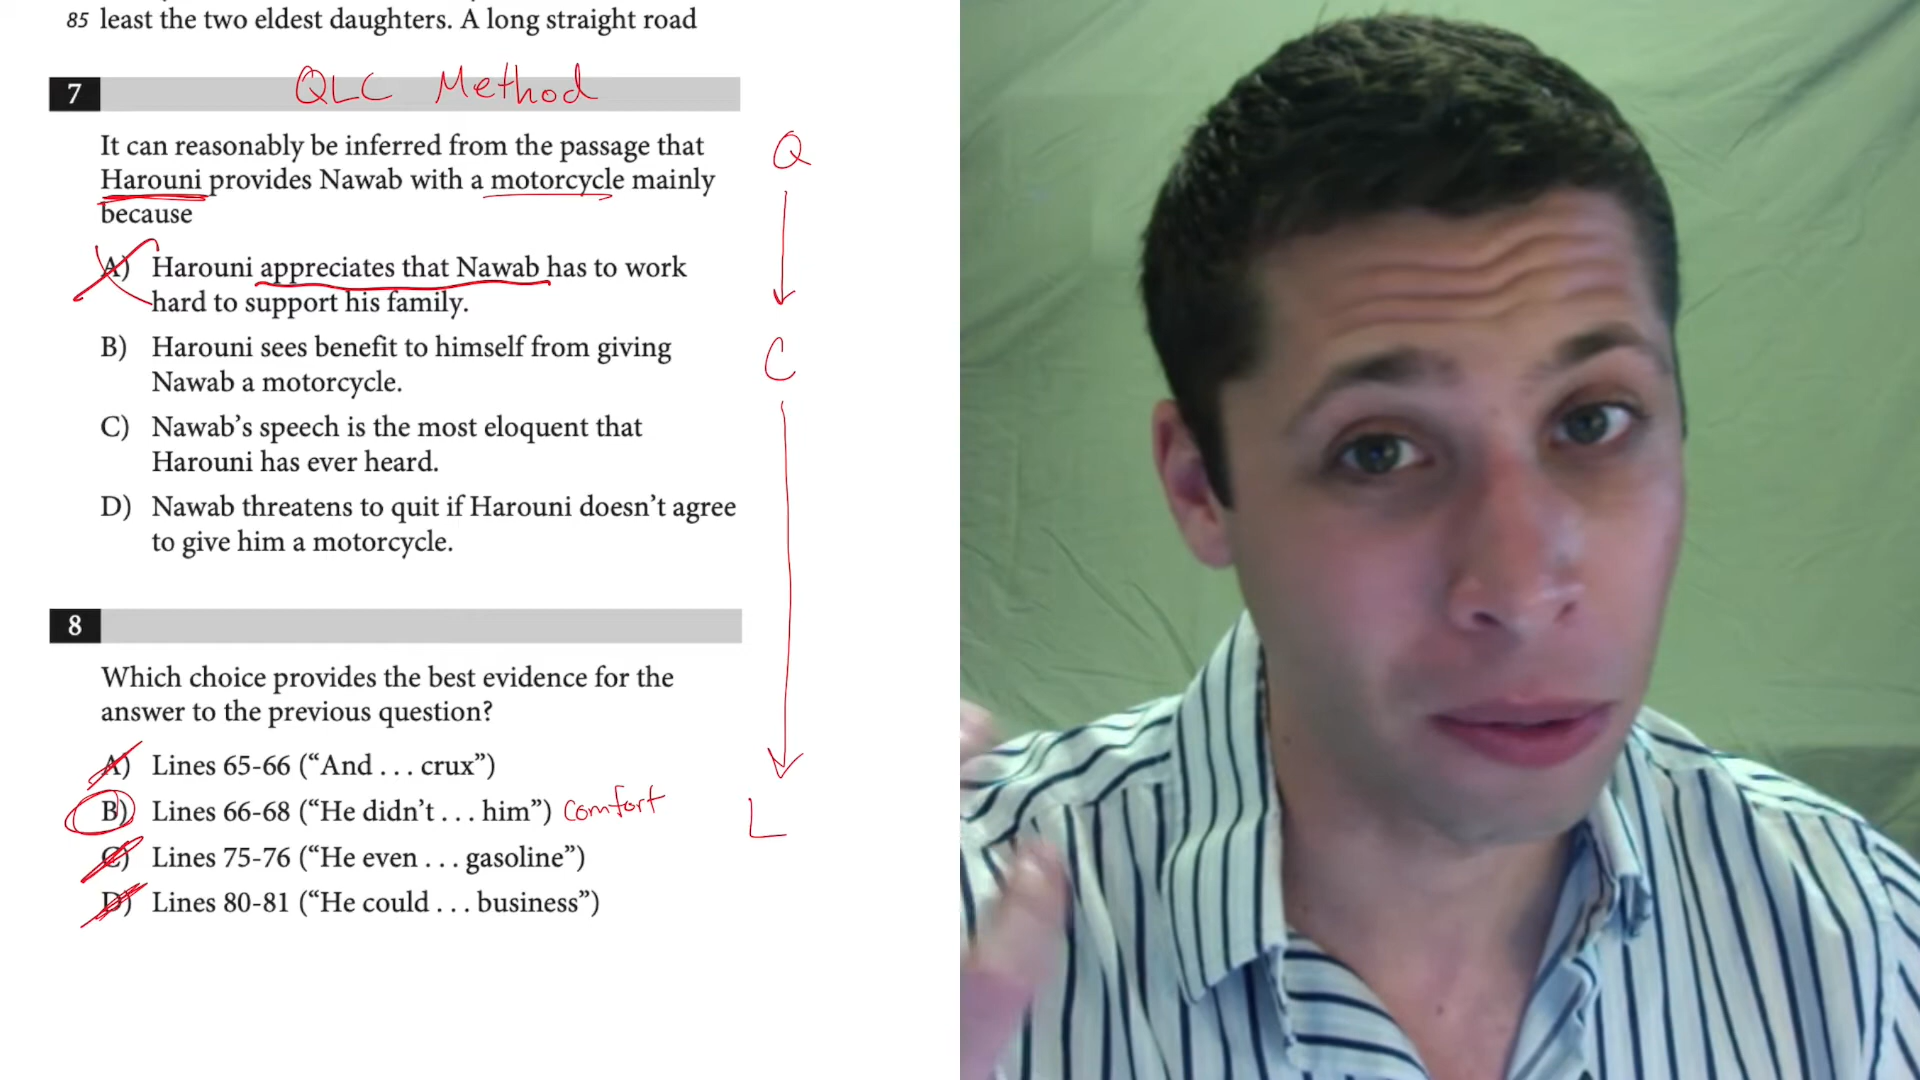 85 least the two eldest daughters. A long straight road
7 QLC Method
It can reasonably be inferred from the passage that
Harouni provides Nawab with a motorcycle mainly
because
A) Harouni appreciates that Nawab has to work
hard to support his family.
B) Harouni sees benefit to himself from giving
Nawab a motorcycle.
C) Nawab’s speech is the most eloquent that
Harouni has ever heard.
D) Nawab threatens to quit if Harouni doesn’t agree
to give him a motorcycle.
Q
C
L
8
Which choice provides the best evidence for the
answer to the previous question?
A) Lines 65-66 (“And . . . crux”)
B) Lines 66-68 (“He didn’t . . . him”) comfort
C) Lines 75-76 (“He even . . . gasoline”)
D) Lines 80-81 (“He could . . . business”)